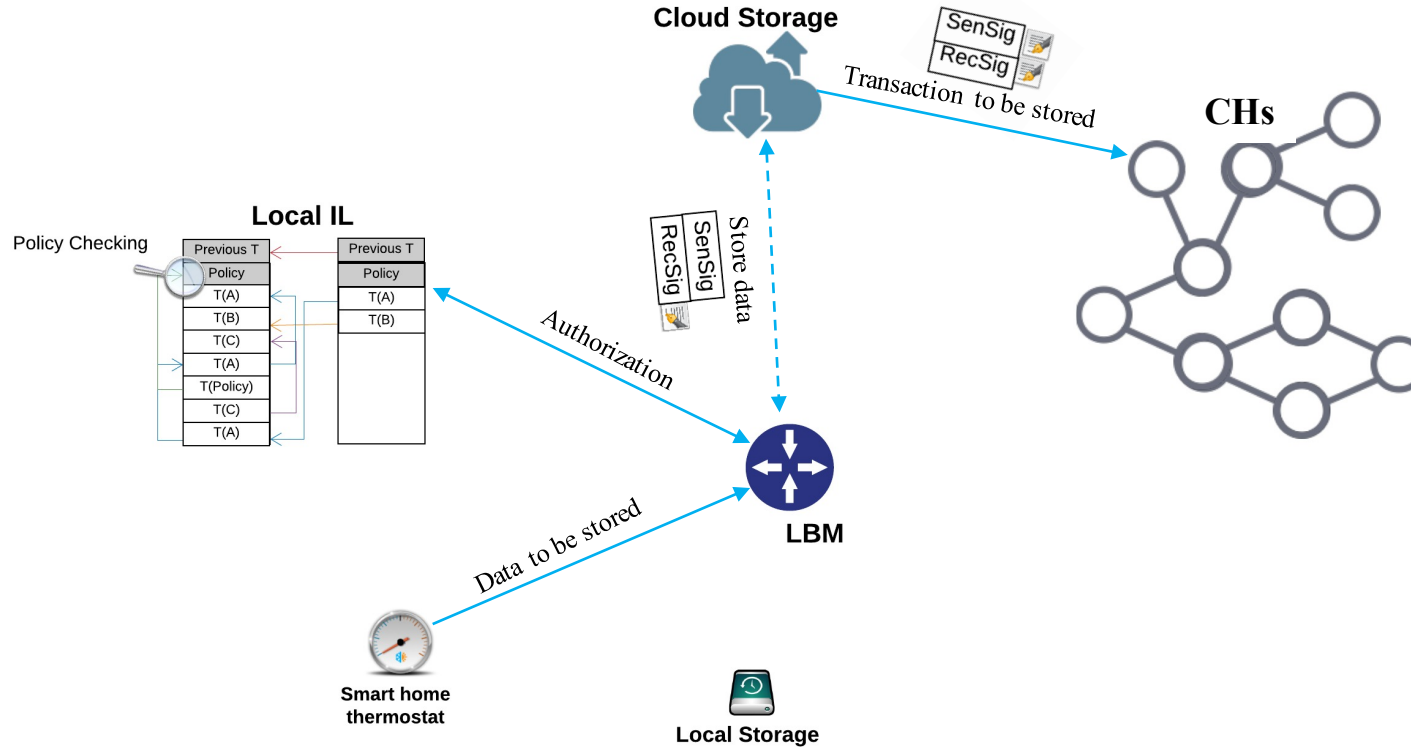 Cloud Storage
SenSig
RecSig
Transaction to be stored
CHs
Local IL
Policy Checking
Previous T
Policy
T(A)
T(B)
T(C)
T(A)
T(Policy)
T(C)
T(A)
Previous T
Policy
T(A)
T(B)
SenSig
RecSig
Store data
Authorization
LBM
Data to be stored
Smart home
thermostat
Local Storage